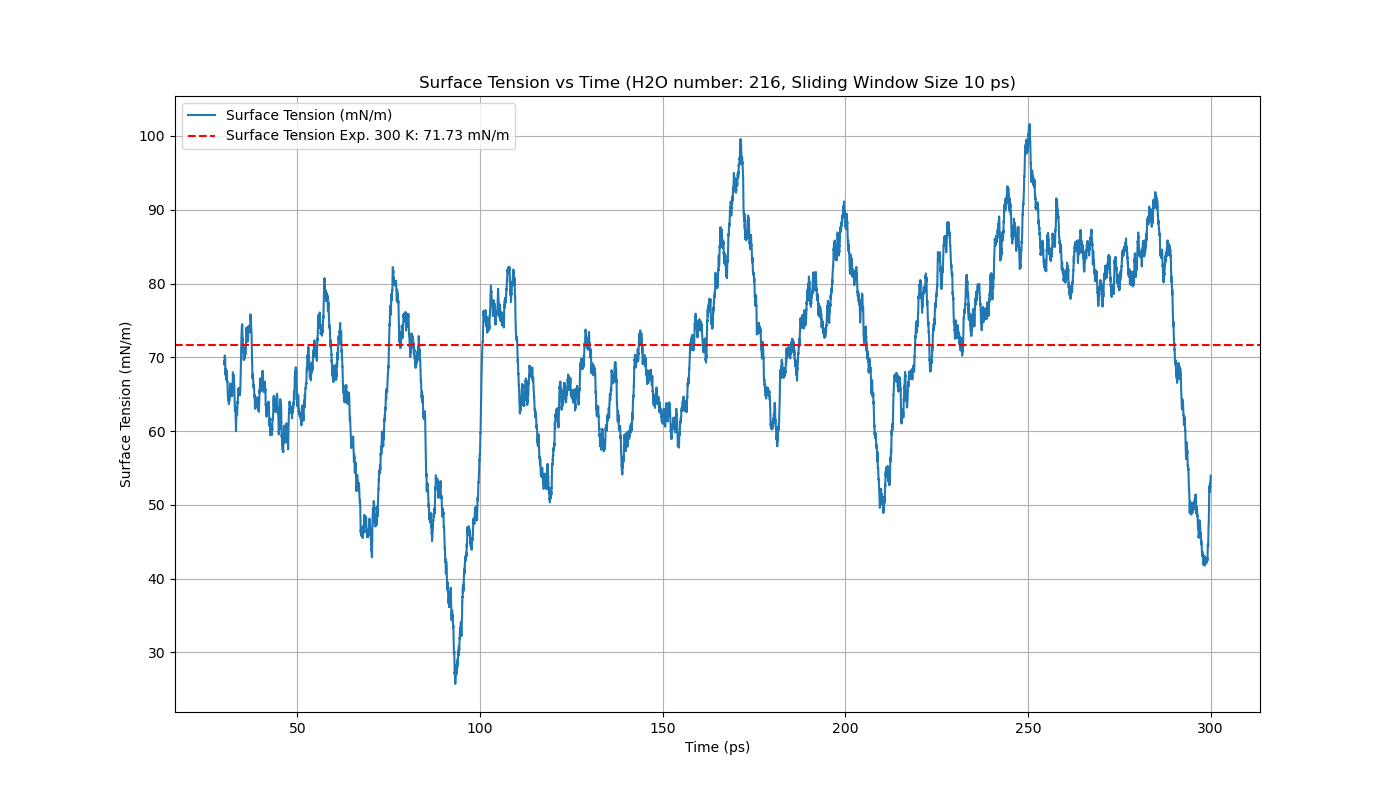 Surface Tension vs Time (H2O number: 216, Sliding Window Size 10 ps)
Surface Tension (mN/m)
Surface Tension Exp. 300 K: 71.73 mN/m
Surface Tension (mN/m)
100
90
80
70
60
50
40
30
50 100 150 200 250 300
Time (ps)